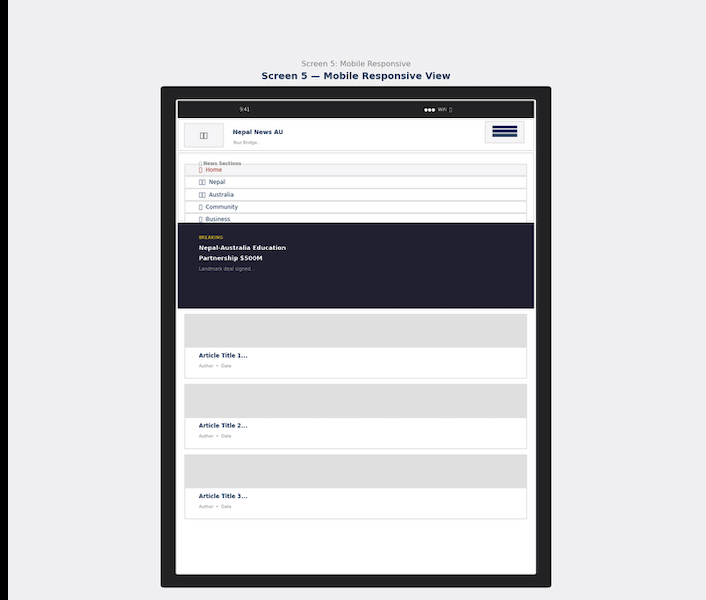 Screen 5: Mobile Responsive
Screen 5 — Mobile Responsive View
9:41
●●● WiFi
Nepal News AU
Your Bridge...
News Sections
Home
Nepal
Australia
Community
Business
BREAKING
Nepal-Australia Education
Partnership $500M
Landmark deal signed...
Article Title 1...
Author • Date
Article Title 2...
Author • Date
Article Title 3...
Author • Date